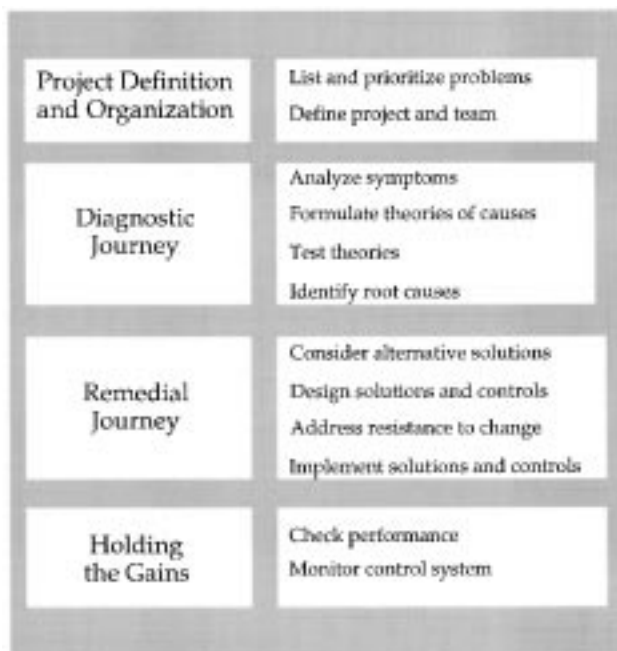 Project Definition
and Organization
List and prioritize problems
Define project and team
Diagnostic
Journey
Analyze symptoms
Formulate theories of causes
Test theories
Identify root causes
Remedial
Journey
Consider alternative solutions
Design solutions and controls
Address resistance to change
Implement solutions and controls
Holding
the Gains
Check performance
Monitor control system